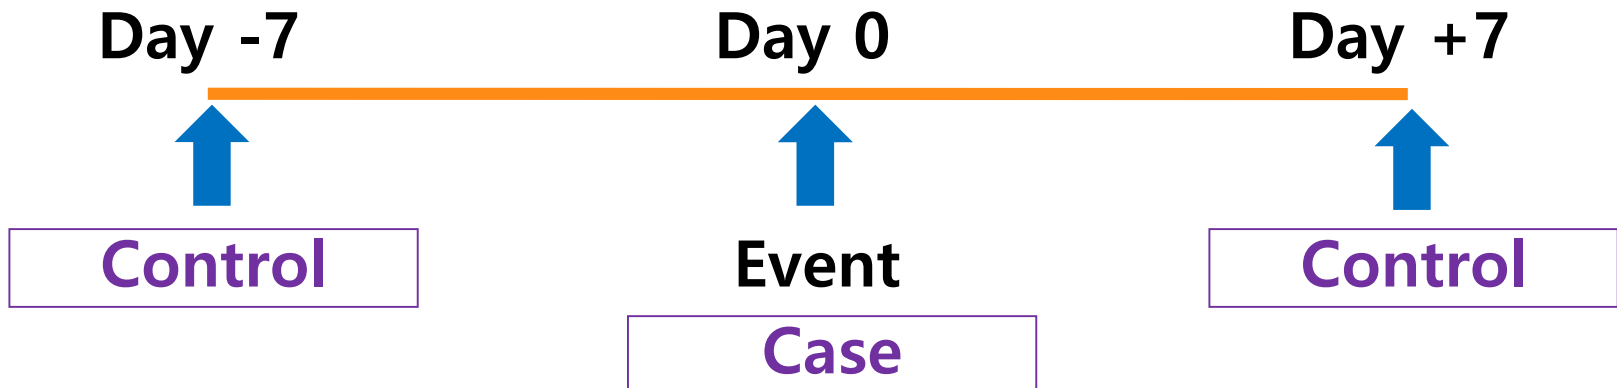 Day -7 Day 0 Day +7
Control Event Control
Case